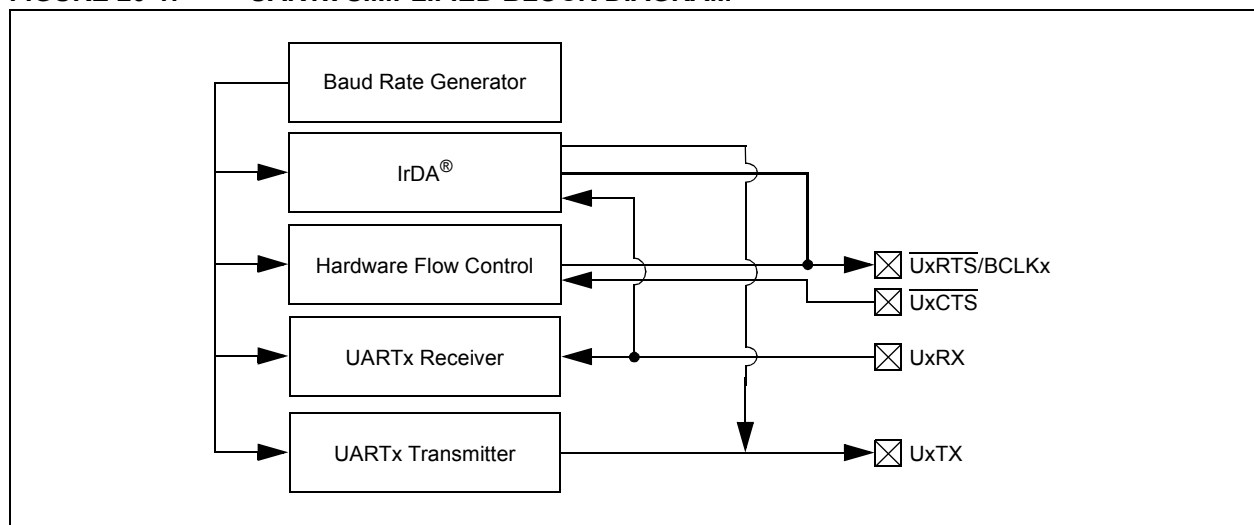 Baud Rate Generator
IrDA®
Hardware Flow Control
UxRTS/BCLKx
UxCTS
UARTx Receiver
UxRX
UARTx Transmitter
UxTX